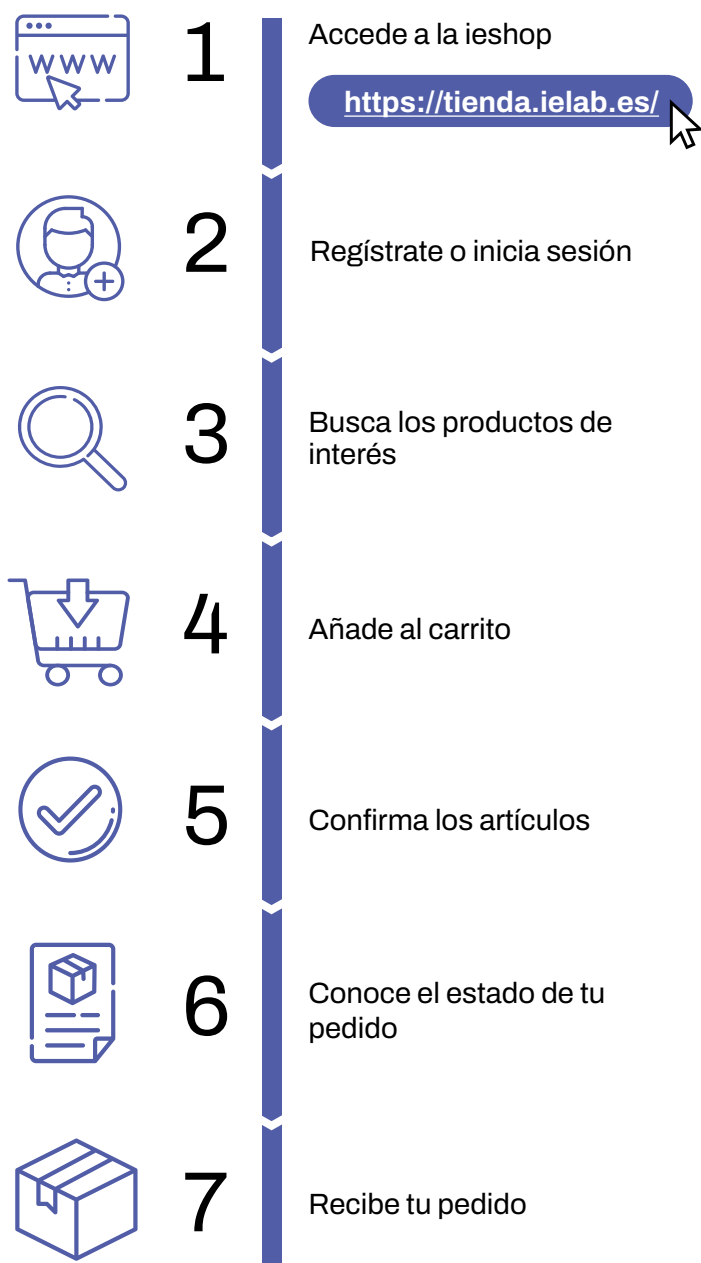 WWW
1
Accede a la ieshop
https://tienda.ielab.es/
2
Regístrate o inicia sesión
3
Busca los productos de
interés
4
Añade al carrito
5
Confirma los artículos
6
Conoce el estado de tu
pedido
7
Recibe tu pedido